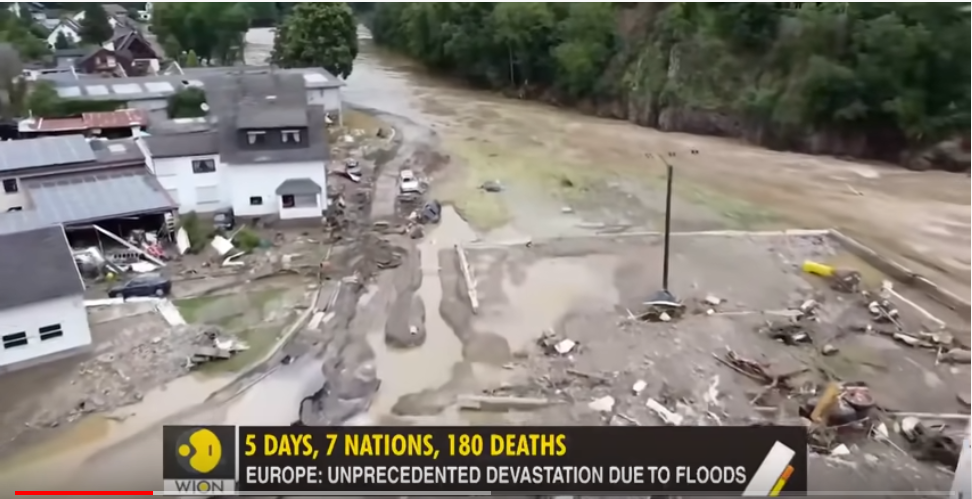 5 DAYS, 7 NATIONS, 180 DEATHS
EUROPE: UNPRECEDENTED DEVASTATION DUE TO FLOODS
WION